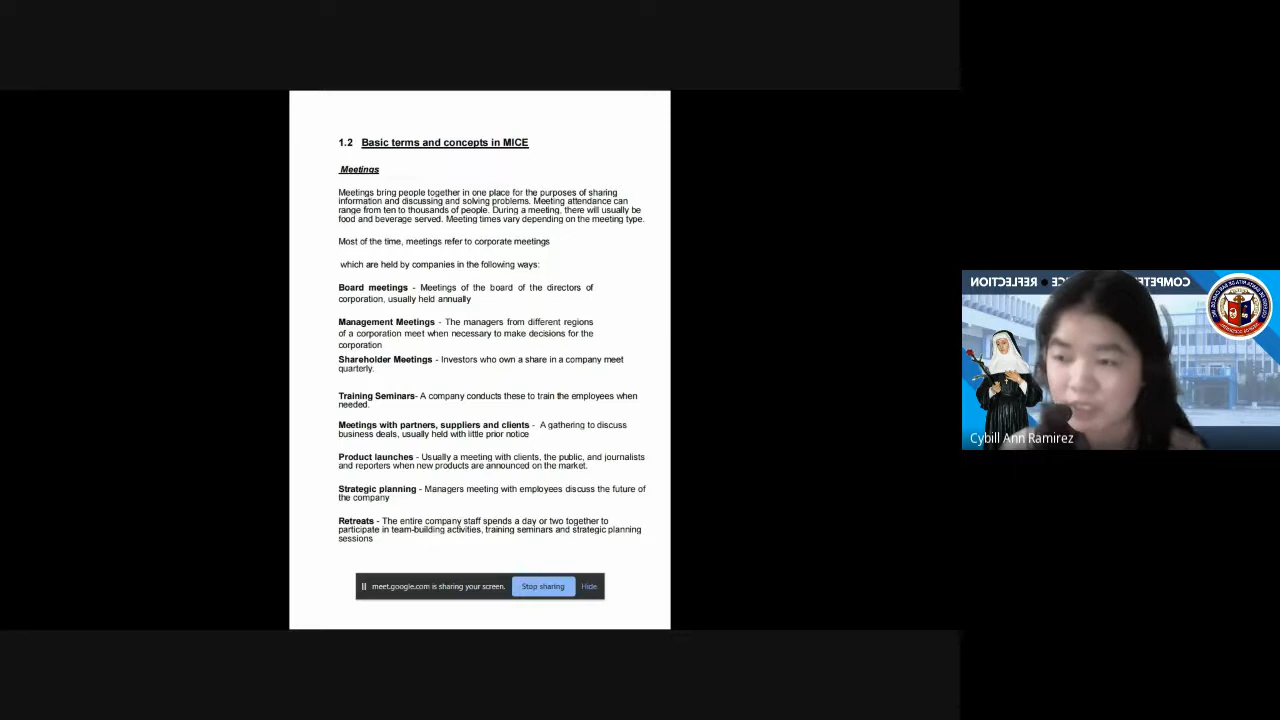 1.2 Basic terms and concepts in MICE
Meetings
Meetings bring people together in one place for the purposes of sharing
information and discussing and solving problems. Meeting attendance can
range from ten to thousands of people. During a meeting, there will usually be
food and beverage served. Meeting times vary depending on the meeting type.
Most of the time, meetings refer to corporate meetings
which are held by companies in the following ways:
Board meetings - Meetings of the board of the directors of
corporation, usually held annually
Management Meetings - The managers from different regions
of a corporation meet when necessary to make decisions for the
corporation
Shareholder Meetings - Investors who own a share in a company meet
quarterly.
Training Seminars- A company conducts these to train the employees when
needed.
Meetings with partners, suppliers and clients - A gathering to discuss
business deals, usually held with little prior notice
Product launches - Usually a meeting with clients, the public, and journalists
and reporters when new products are announced on the market.
Strategic planning - Managers meeting with employees discuss the future of
the company
Retreats - The entire company staff spends a day or two together to
participate in team-building activities, training seminars and strategic planning
sessions
meet.google.com is sharing your screen. Stop sharing Hide
REFLECTION
Cybill Ann Ramirez